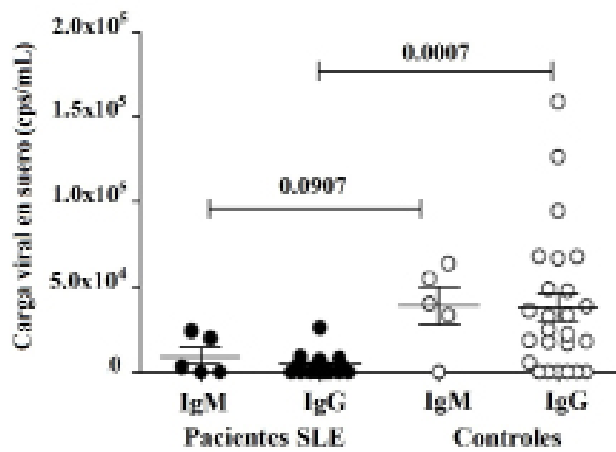 Carga viral en suero (cps/mL)
2.0x10⁵
1.5x10⁵
1.0x10⁵
5.0x10⁴
0
0.0007
0.0907
IgM IgG IgM IgG
Pacientes SLE Controles